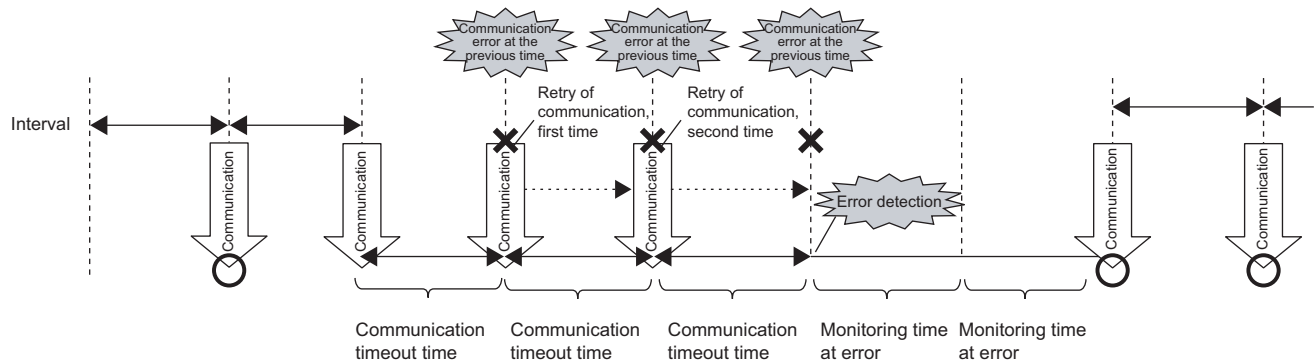 Communication
error at the
previous time
Communication
error at the
previous time
Communication
error at the
previous time
Retry of
communication,
first time
Retry of
communication,
second time
Interval
Communication
Communication
Communication
Communication
Communication
Communication
Error detection
Communication
timeout time
Communication
timeout time
Communication
timeout time
Monitoring time
at error
Monitoring time
at error